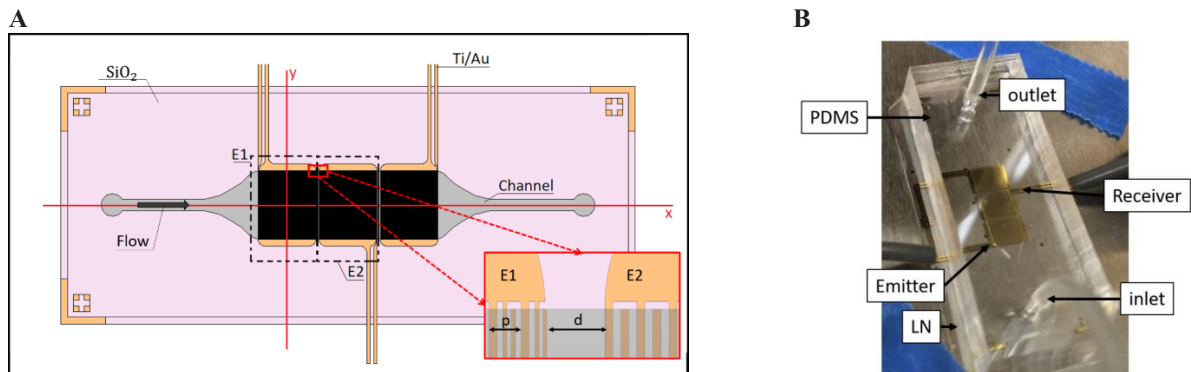 A
SiO₂
y
Ti/Au
E1
Channel
x
Flow
E2
E1
E2
p
d
B
outlet
PDMS
Receiver
Emitter
inlet
LN